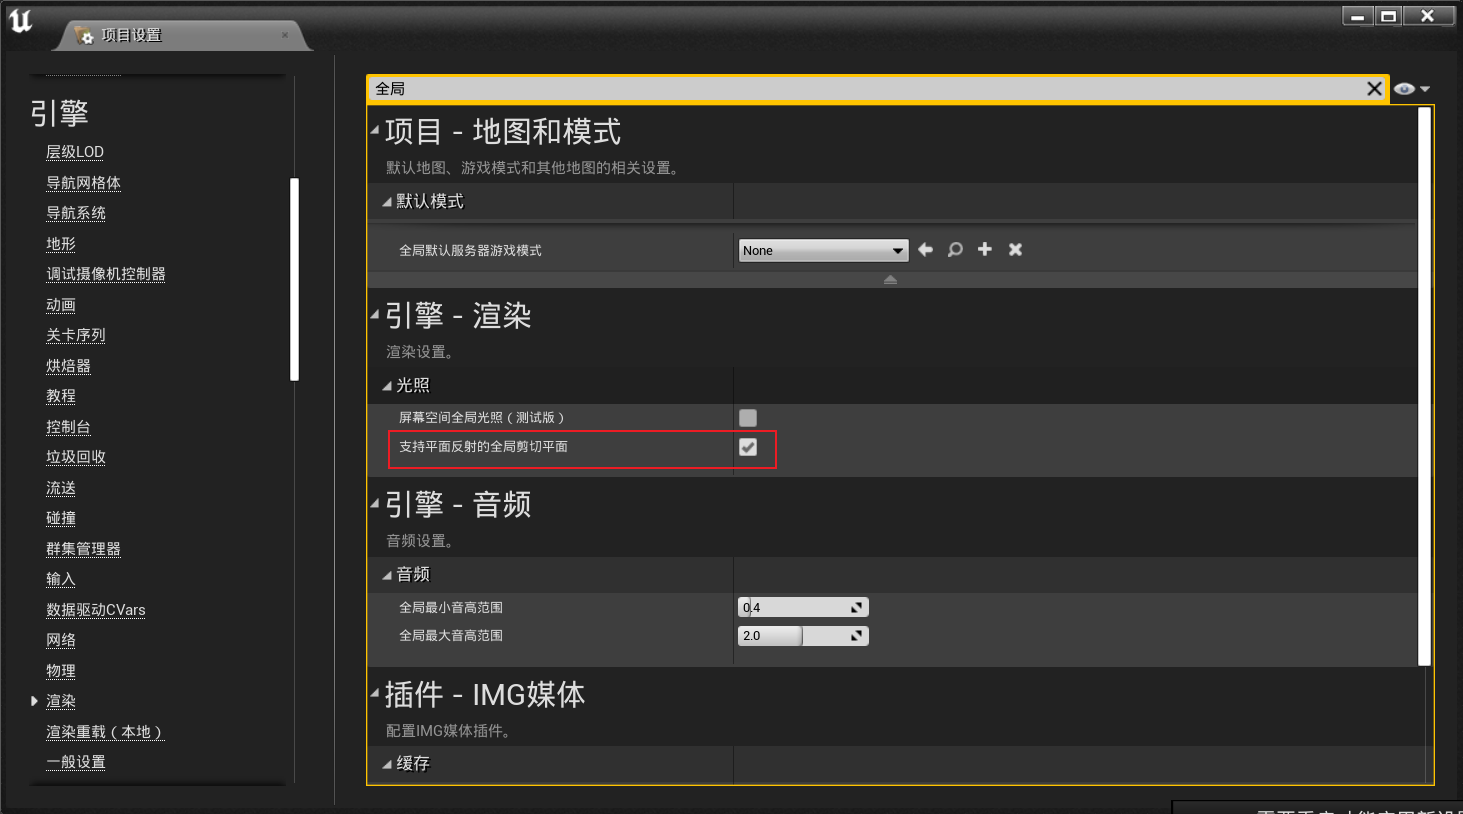 项目设置
引擎
层级LOD
导航网格体
导航系统
地形
调试摄像机控制器
动画
关卡序列
烘焙器
教程
控制台
垃圾回收
流送
碰撞
群集管理器
输入
数据驱动CVars
网络
物理
渲染
渲染重载（本地）
一般设置
全局
项目 - 地图和模式
默认地图、游戏模式和其他地图的相关设置。
默认模式
全局默认服务器游戏模式 None
引擎 - 渲染
渲染设置。
光照
屏幕空间全局光照（测试版）
支持平面反射的全局剪切平面
引擎 - 音频
音频设置。
音频
全局最小音高范围 0.4
全局最大音高范围 2.0
插件 - IMG媒体
配置IMG媒体插件。
缓存